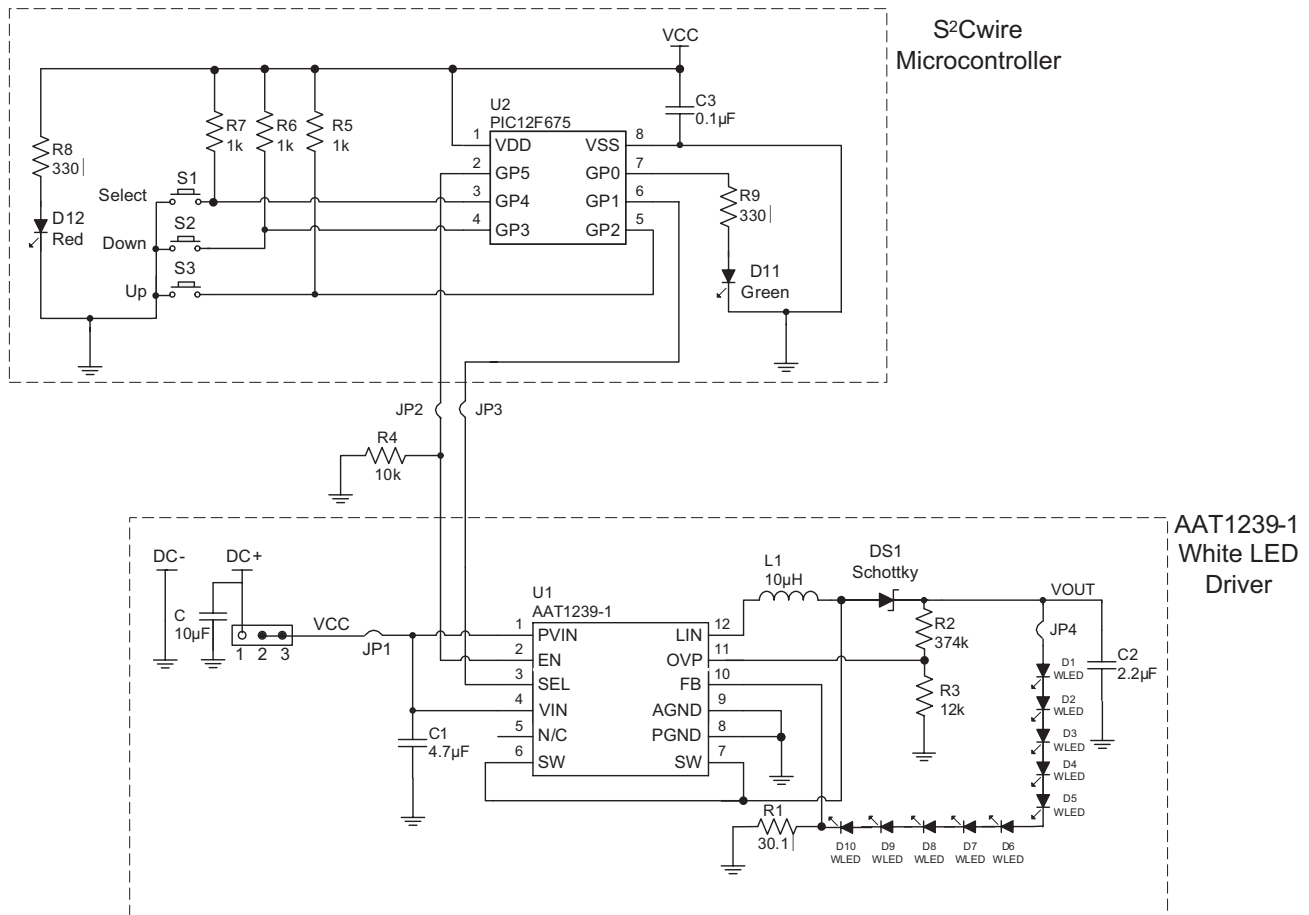 S²Cwire
Microcontroller
VCC
C3
0.1µF
U2
PIC12F675
R8
330
R7
1k
R6
1k
R5
1k
1 VDD
2 GP5
3 GP4
4 GP3
VSS 8
GP0 7
GP1 6
GP2 5
R9
330
D12
Red
Select
S1
Down
S2
Up
S3
D11
Green
JP2
JP3
R4
10k
AAT1239-1
White LED
Driver
DC-
DC+
C
10µF
1 2 3
VCC
JP1
C1
4.7µF
U1
AAT1239-1
1 PVIN
2 EN
3 SEL
4 VIN
5 N/C
6 SW
LIN 12
OVP 11
FB 10
AGND 9
PGND 8
SW 7
L1
10µH
DS1
Schottky
VOUT
R2
374k
R3
12k
JP4
C2
2.2µF
D1
WLED
D2
WLED
D3
WLED
D4
WLED
D5
WLED
R1
30.1
D10
WLED
D9
WLED
D8
WLED
D7
WLED
D6
WLED